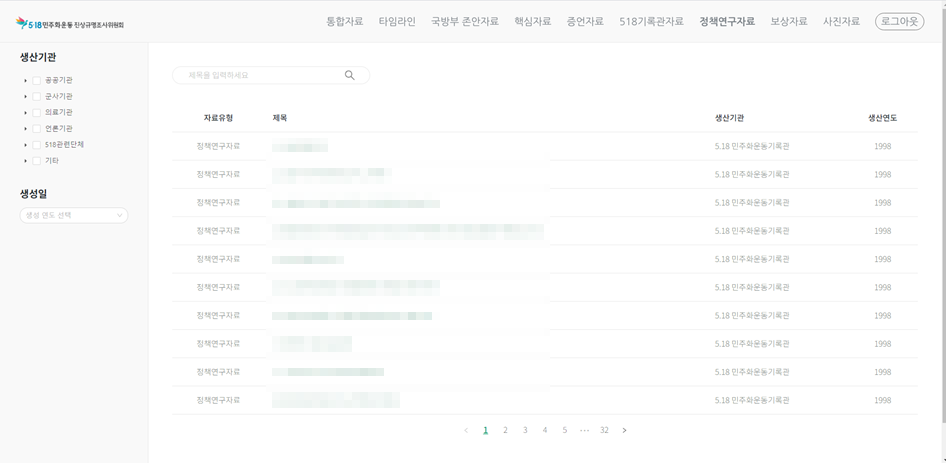 5·18민주화운동 진상규명조사위원회
통합자료 타임라인 국방부 존안자료 핵심자료 증언자료 518기록관자료 정책연구자료 보상자료 사진자료 로그아웃
생산기관
공공기관
군사기관
의료기관
언론기관
518관련단체
기타
생성일
생성 연도 선택
제목을 입력하세요
자료유형 제목 생산기관 생산연도
정책연구자료 5.18 민주화운동기록관 1998
정책연구자료 5.18 민주화운동기록관 1998
정책연구자료 5.18 민주화운동기록관 1998
정책연구자료 5.18 민주화운동기록관 1998
정책연구자료 5.18 민주화운동기록관 1998
정책연구자료 5.18 민주화운동기록관 1998
정책연구자료 5.18 민주화운동기록관 1998
정책연구자료 5.18 민주화운동기록관 1998
정책연구자료 5.18 민주화운동기록관 1998
정책연구자료 5.18 민주화운동기록관 1998
< 1 2 3 4 5 ··· 32 >